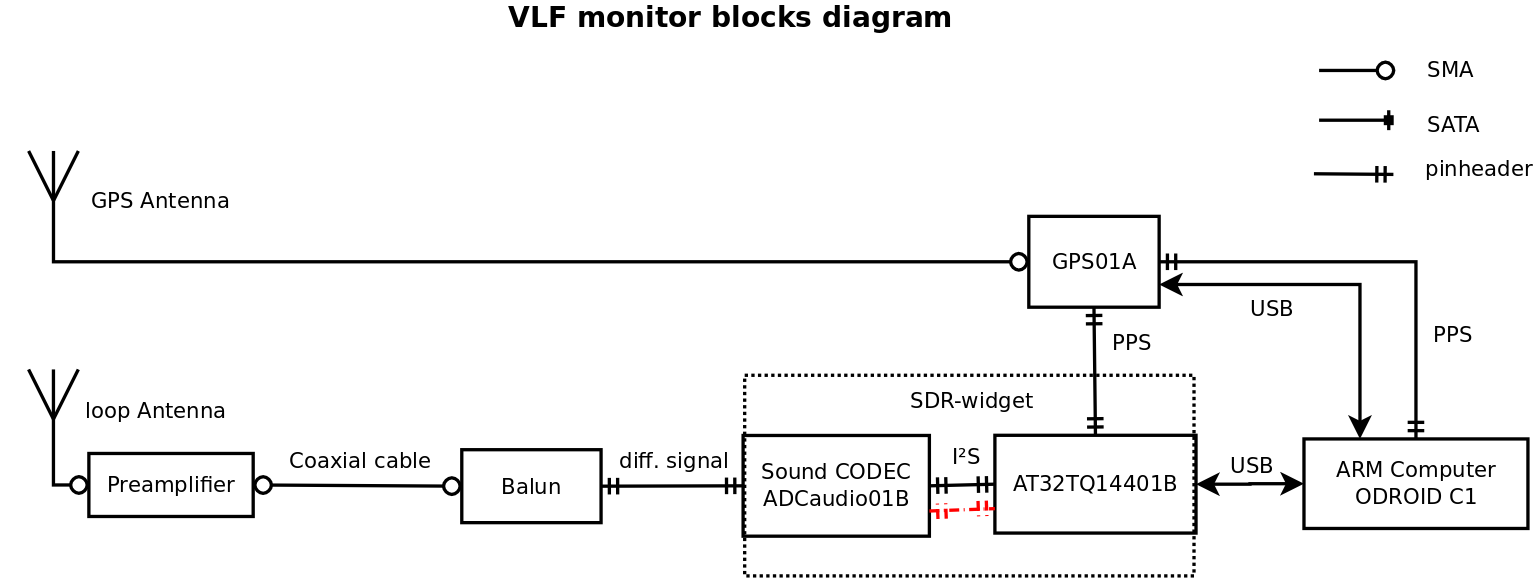 VLF monitor blocks diagram
SMA
SATA
pinheader
GPS Antenna
GPS01A
USB
PPS
PPS
loop Antenna
SDR-widget
Preamplifier
Coaxial cable
Balun
diff. signal
Sound CODEC
ADCaudio01B
I²S
AT32TQ14401B
USB
ARM Computer
ODROID C1